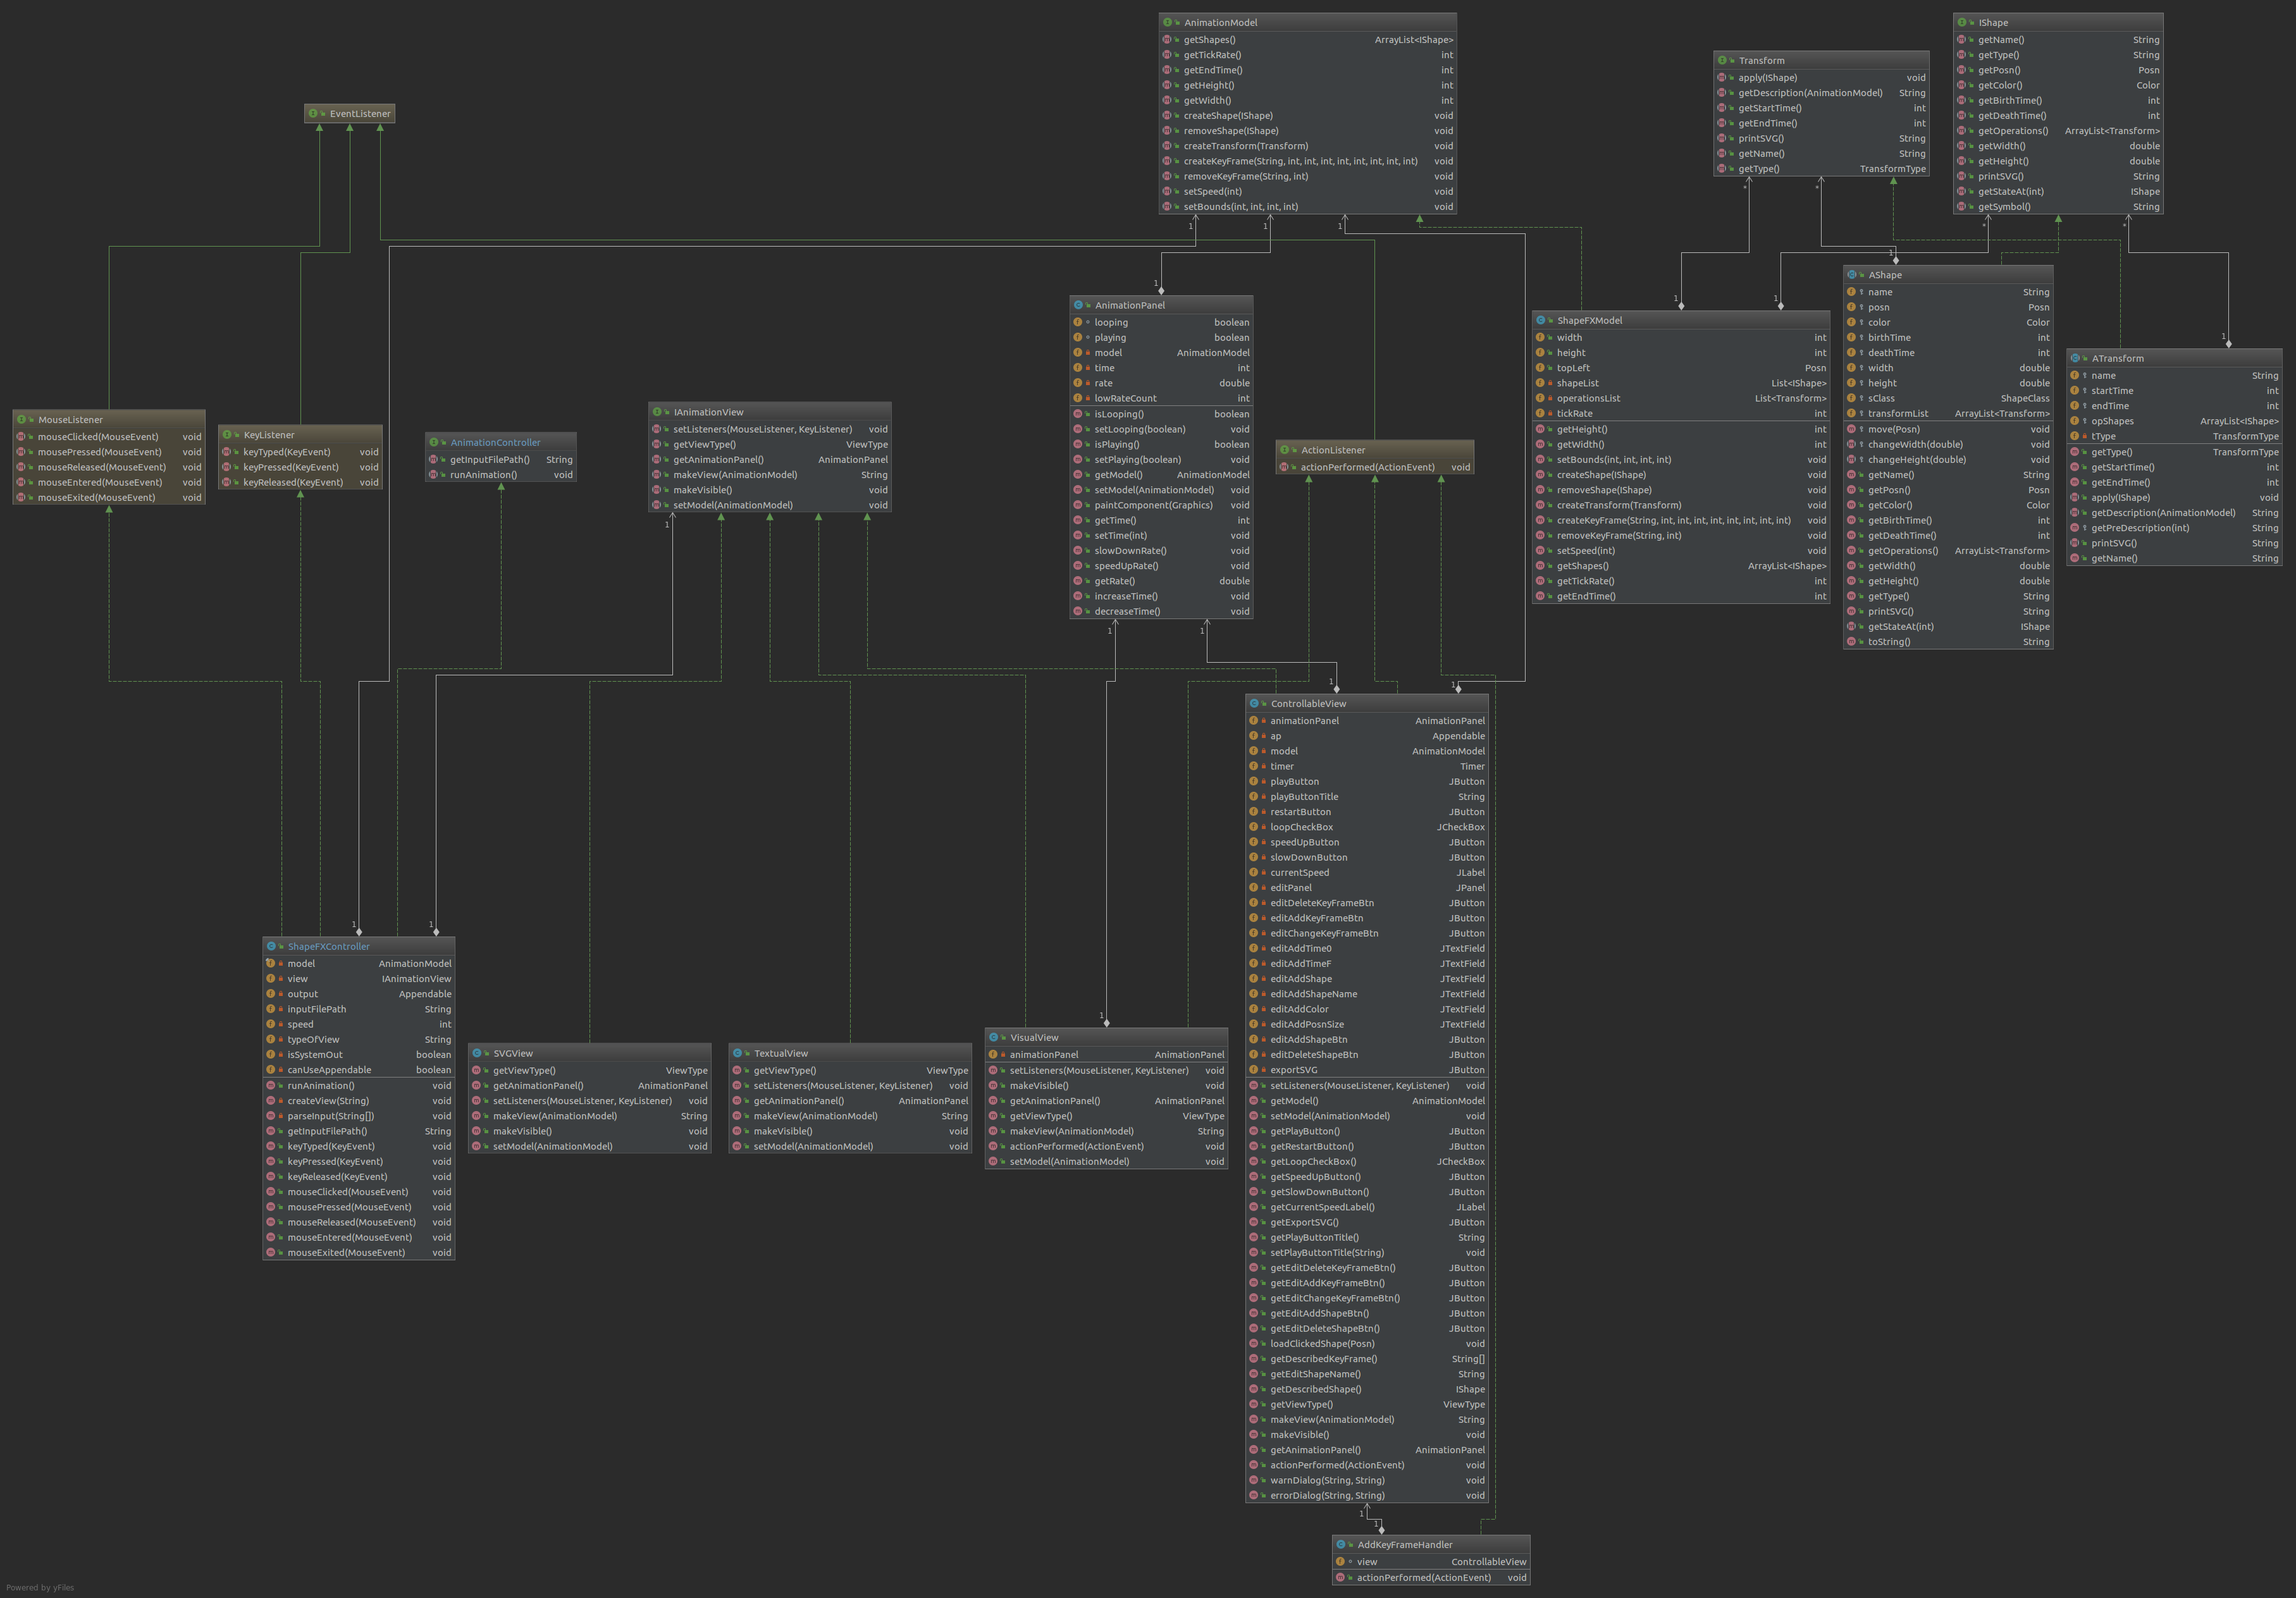 AnimationModel
getShapes() ArrayList<IShape>
getTickRate() int
getEndTime() int
getHeight() int
getWidth() int
createShape(IShape) void
removeShape(IShape) void
createTransform(Transform) void
createKeyFrame(String, int, int, int, int, int, int, int, int) void
removeKeyFrame(String, int) void
setSpeed(int) void
setBounds(int, int, int, int) void
IShape
getName() String
getType() String
getPosn() Posn
getColor() Color
getBirthTime() int
getDeathTime() int
getOperations() ArrayList<Transform>
getWidth() double
getHeight() double
printSVG() String
getStateAt(int) IShape
getSymbol() String
Transform
apply(IShape) void
getDescription(AnimationModel) String
getStartTime() int
getEndTime() int
printSVG() String
getName() String
getType() TransformType
EventListener
AShape
name String
posn Posn
color Color
birthTime int
deathTime int
width double
height double
sClass ShapeClass
transformList ArrayList<Transform>
move(Posn) void
changeWidth(double) void
changeHeight(double) void
getName() String
getPosn() Posn
getColor() Color
getBirthTime() int
getDeathTime() int
getOperations() ArrayList<Transform>
getWidth() double
getHeight() double
getType() String
printSVG() String
getStateAt(int) IShape
toString() String
AnimationPanel
looping boolean
playing boolean
model AnimationModel
time int
rate double
lowRateCount int
isLooping() boolean
setLooping(boolean) void
isPlaying() boolean
setPlaying(boolean) void
getModel() AnimationModel
setModel(AnimationModel) void
paintComponent(Graphics) void
getTime() int
setTime(int) void
slowDownRate() void
speedUpRate() void
getRate() double
increaseTime() void
decreaseTime() void
ShapeFXModel
width int
height int
topLeft Posn
shapeList List<IShape>
operationsList List<Transform>
tickRate int
getHeight() int
getWidth() int
setBounds(int, int, int, int) void
createShape(IShape) void
removeShape(IShape) void
createTransform(Transform) void
createKeyFrame(String, int, int, int, int, int, int, int, int) void
removeKeyFrame(String, int) void
setSpeed(int) void
getShapes() ArrayList<IShape>
getTickRate() int
getEndTime() int
ATransform
name String
startTime int
endTime int
opShapes ArrayList<IShape>
tType TransformType
getType() TransformType
getStartTime() int
getEndTime() int
apply(IShape) void
getDescription(AnimationModel) String
getPreDescription(int) String
printSVG() String
getName() String
MouseListener
mouseClicked(MouseEvent) void
mousePressed(MouseEvent) void
mouseReleased(MouseEvent) void
mouseEntered(MouseEvent) void
mouseExited(MouseEvent) void
KeyListener
keyTyped(KeyEvent) void
keyPressed(KeyEvent) void
keyReleased(KeyEvent) void
AnimationController
getInputFilePath() String
runAnimation() void
IAnimationView
setListeners(MouseListener, KeyListener) void
getViewType() ViewType
getAnimationPanel() AnimationPanel
makeView(AnimationModel) String
makeVisible() void
setModel(AnimationModel) void
ActionListener
actionPerformed(ActionEvent) void
ControllableView
animationPanel AnimationPanel
ap Appendable
model AnimationModel
timer Timer
playButton JButton
playButtonTitle String
restartButton JButton
loopCheckBox JCheckBox
speedUpButton JButton
slowDownButton JButton
currentSpeed JLabel
editPanel JPanel
editDeleteKeyFrameBtn JButton
editAddKeyFrameBtn JButton
editChangeKeyFrameBtn JButton
editAddTime0 JTextField
editAddTimeF JTextField
editAddShape JTextField
editAddShapeName JTextField
editAddColor JTextField
editAddPosnSize JTextField
editAddShapeBtn JButton
editDeleteShapeBtn JButton
exportSVG JButton
setListeners(MouseListener, KeyListener) void
getModel() AnimationModel
setModel(AnimationModel) void
getPlayButton() JButton
getRestartButton() JButton
getLoopCheckBox() JCheckBox
getSpeedUpButton() JButton
getSlowDownButton() JButton
getCurrentSpeedLabel() JLabel
getExportSVG() JButton
getPlayButtonTitle() String
setPlayButtonTitle(String) void
getEditDeleteKeyFrameBtn() JButton
getEditAddKeyFrameBtn() JButton
getEditChangeKeyFrameBtn() JButton
getEditAddShapeBtn() JButton
getEditDeleteShapeBtn() JButton
loadClickedShape(Posn) void
getDescribedKeyFrame() String[]
getEditShapeName() String
getDescribedShape() IShape
getViewType() ViewType
makeView(AnimationModel) String
makeVisible() void
getAnimationPanel() AnimationPanel
actionPerformed(ActionEvent) void
warnDialog(String, String) void
errorDialog(String, String) void
ShapeFXController
model AnimationModel
view IAnimationView
output Appendable
inputFilePath String
speed int
typeOfView String
isSystemOut boolean
canUseAppendable boolean
runAnimation() void
createView(String) void
parseInput(String[]) void
getInputFilePath() String
keyTyped(KeyEvent) void
keyPressed(KeyEvent) void
keyReleased(KeyEvent) void
mouseClicked(MouseEvent) void
mousePressed(MouseEvent) void
mouseReleased(MouseEvent) void
mouseEntered(MouseEvent) void
mouseExited(MouseEvent) void
SVGView
getViewType() ViewType
getAnimationPanel() AnimationPanel
setListeners(MouseListener, KeyListener) void
makeView(AnimationModel) String
makeVisible() void
setModel(AnimationModel) void
TextualView
getViewType() ViewType
setListeners(MouseListener, KeyListener) void
getAnimationPanel() AnimationPanel
makeView(AnimationModel) String
makeVisible() void
setModel(AnimationModel) void
VisualView
animationPanel AnimationPanel
setListeners(MouseListener, KeyListener) void
makeVisible() void
getAnimationPanel() AnimationPanel
getViewType() ViewType
makeView(AnimationModel) String
actionPerformed(ActionEvent) void
setModel(AnimationModel) void
AddKeyFrameHandler
view ControllableView
actionPerformed(ActionEvent) void
Powered by yFiles